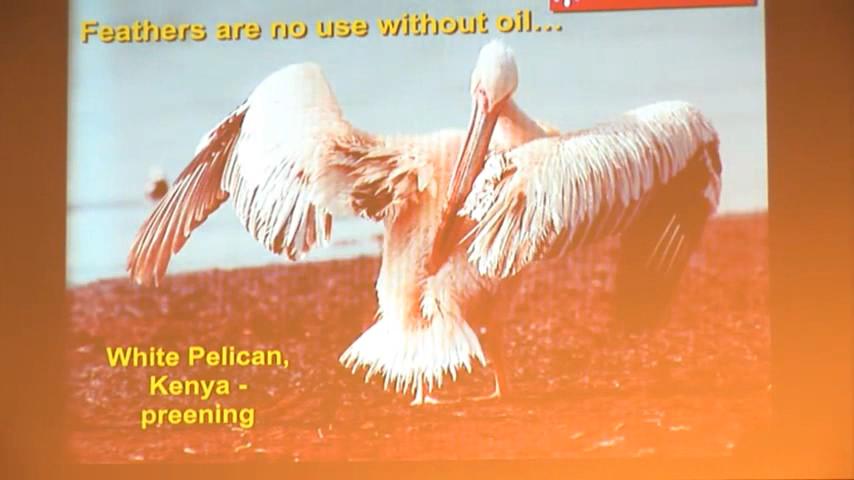 Feathers are no use without oil...
White Pelican,
Kenya -
preening